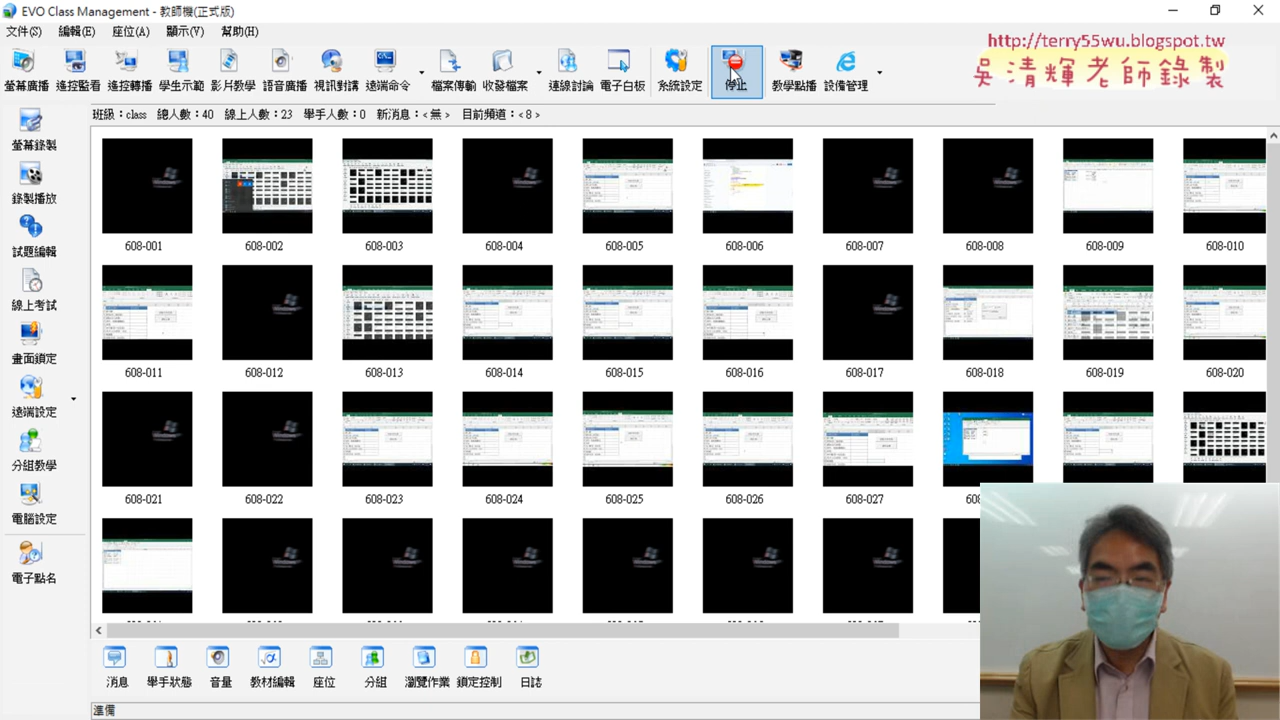 EVO Class Management - 教師機(正式版)
文件(S) 編輯(E) 座位(A) 顯示(V) 幫助(H)
http://terry55wu.blogspot.tw
吳清輝老師錄製
螢幕廣播 遙控監看 遙控轉播 學生示範 影片教學 語音廣播 視訊對講 遠端命令 檔案傳輸 收發檔案 連線討論 電子白板 系統設定 停止 教學點播 設備管理
班級：class 總人數：40 線上人數：23 舉手人數：0 新消息：<無> 目前頻道：<8>
螢幕錄製
錄製播放
試題編輯
線上考試
畫面鎖定
遠端設定
分組教學
電腦設定
電子點名
608-001 608-002 608-003 608-004 608-005 608-006 608-007 608-008 608-009 608-010
608-011 608-012 608-013 608-014 608-015 608-016 608-017 608-018 608-019 608-020
608-021 608-022 608-023 608-024 608-025 608-026 608-027
消息 舉手狀態 音量 教材編輯 座位 分組 瀏覽作業 鎖定控制 日誌
準備